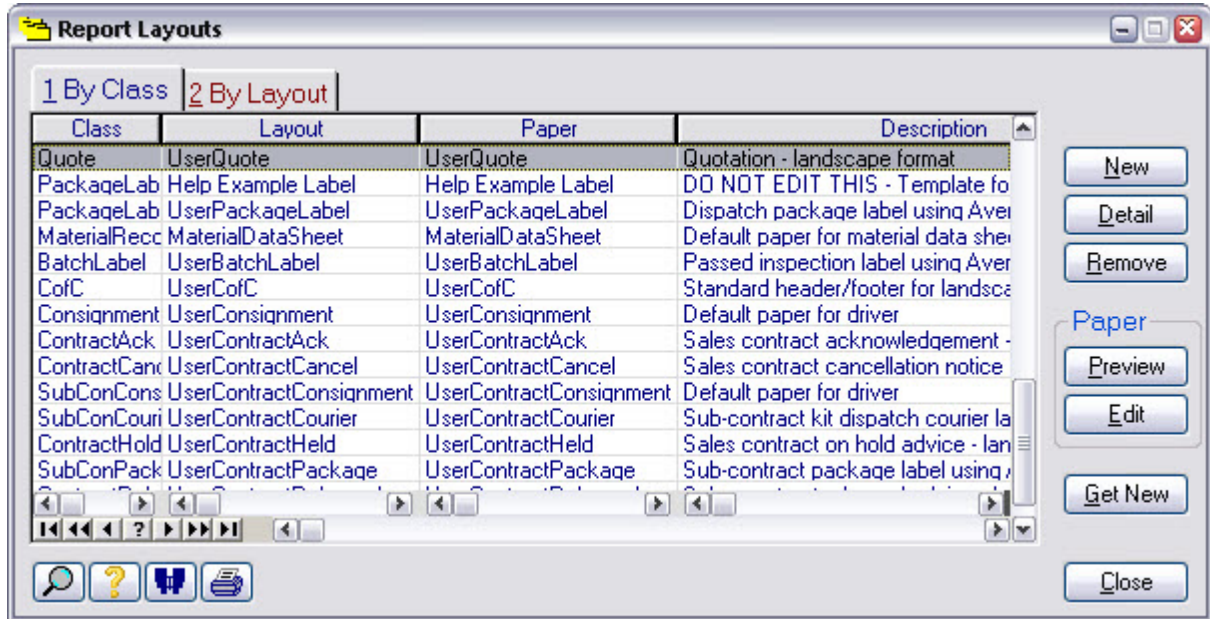 Report Layouts
1 By Class 2 By Layout
Class Layout Paper Description
Quote UserQuote UserQuote Quotation - landscape format
PackageLab Help Example Label Help Example Label DO NOT EDIT THIS - Template fo
PackageLab UserPackageLabel UserPackageLabel Dispatch package label using Aver
MaterialRecc MaterialDataSheet MaterialDataSheet Default paper for material data shee
BatchLabel UserBatchLabel UserBatchLabel Passed inspection label using Aver
CofC UserCofC UserCofC Standard header/footer for landsca
Consignment UserConsignment UserConsignment Default paper for driver
ContractAck UserContractAck UserContractAck Sales contract acknowledgement -
ContractCanc UserContractCancel UserContractCancel Sales contract cancellation notice
SubConCons UserContractConsignment UserContractConsignment Default paper for driver
SubConCouri UserContractCourier UserContractCourier Sub-contract kit dispatch courier la
ContractHold UserContractHeld UserContractHeld Sales contract on hold advice - lan
SubConPack UserContractPackage UserContractPackage Sub-contract package label using
?
?
New
Detail
Remove
Paper
Preview
Edit
Get New
Close